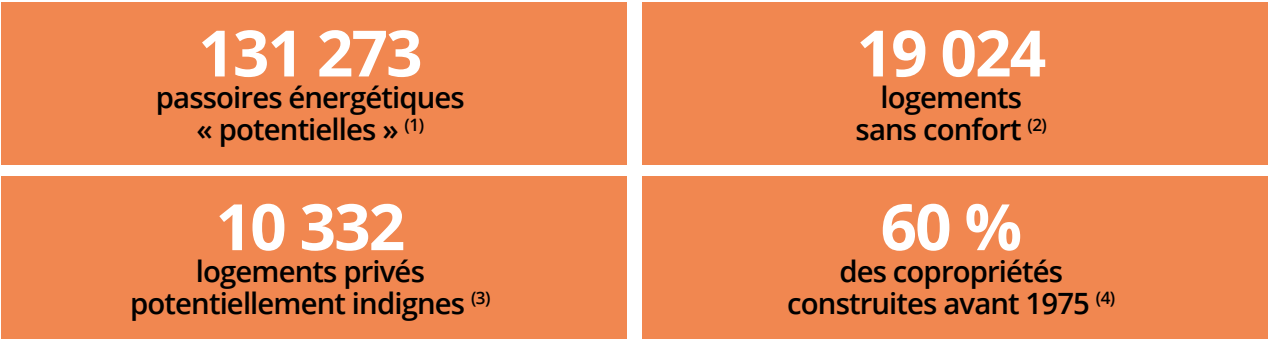 131 273
passoires énergétiques
« potentielles » (1)
19 024
logements
sans confort (2)
10 332
logements privés
potentiellement indignes (3)
60 %
des copropriétés
construites avant 1975 (4)